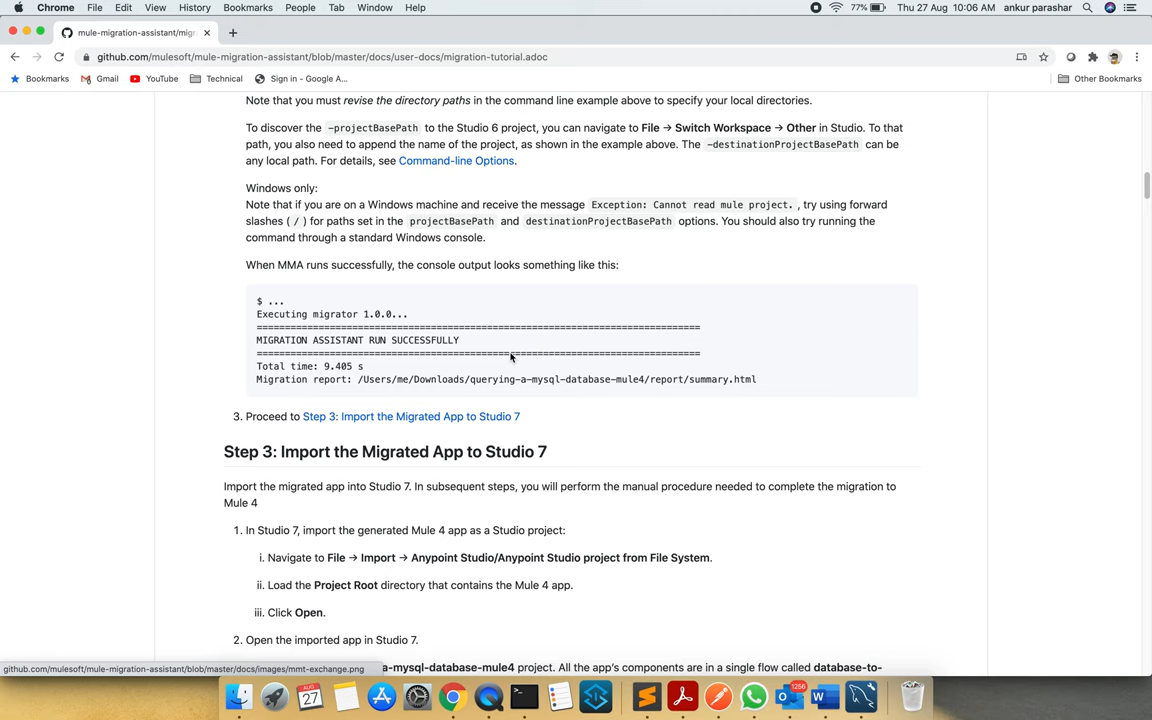 Chrome File Edit View History Bookmarks People Tab Window Help 77% Thu 27 Aug 10:06 AM ankur parashar
mule-migration-assistant/migr
github.com/mulesoft/mule-migration-assistant/blob/master/docs/user-docs/migration-tutorial.adoc
Bookmarks Gmail YouTube Technical Sign in - Google A... Other Bookmarks
Note that you must revise the directory paths in the command line example above to specify your local directories.
To discover the -projectBasePath to the Studio 6 project, you can navigate to File → Switch Workspace → Other in Studio. To that
path, you also need to append the name of the project, as shown in the example above. The -destinationProjectBasePath can be
any local path. For details, see Command-line Options.
Windows only:
Note that if you are on a Windows machine and receive the message Exception: Cannot read mule project. , try using forward
slashes ( / ) for paths set in the projectBasePath and destinationProjectBasePath options. You should also try running the
command through a standard Windows console.
When MMA runs successfully, the console output looks something like this:
$ ...
Executing migrator 1.0.0...
==============================================================================
MIGRATION ASSISTANT RUN SUCCESSFULLY
==============================================================================
Total time: 9.405 s
Migration report: /Users/me/Downloads/querying-a-mysql-database-mule4/report/summary.html
3. Proceed to Step 3: Import the Migrated App to Studio 7
Step 3: Import the Migrated App to Studio 7
Import the migrated app into Studio 7. In subsequent steps, you will perform the manual procedure needed to complete the migration to
Mule 4
1. In Studio 7, import the generated Mule 4 app as a Studio project:
i. Navigate to File → Import → Anypoint Studio/Anypoint Studio project from File System.
ii. Load the Project Root directory that contains the Mule 4 app.
iii. Click Open.
2. Open the imported app in Studio 7.
a-mysql-database-mule4 project. All the app's components are in a single flow called database-to-
github.com/mulesoft/mule-migration-assistant/blob/master/docs/images/mmt-exchange.png
AUG
27
1256